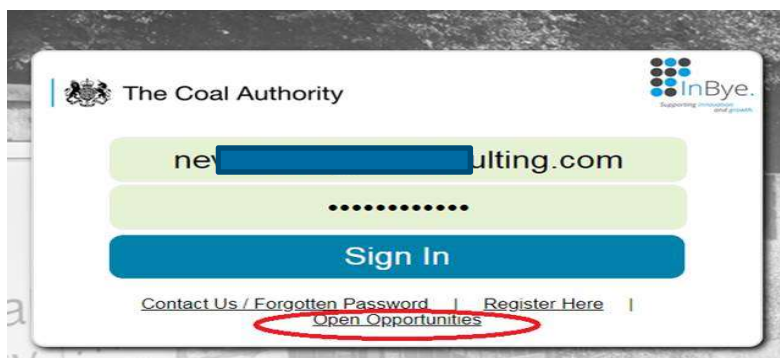 The Coal Authority
InBye.
Supporting innovation
and growth
ulting.com
••••••••••••
Sign In
Contact Us / Forgotten Password | Register Here |
Open Opportunities